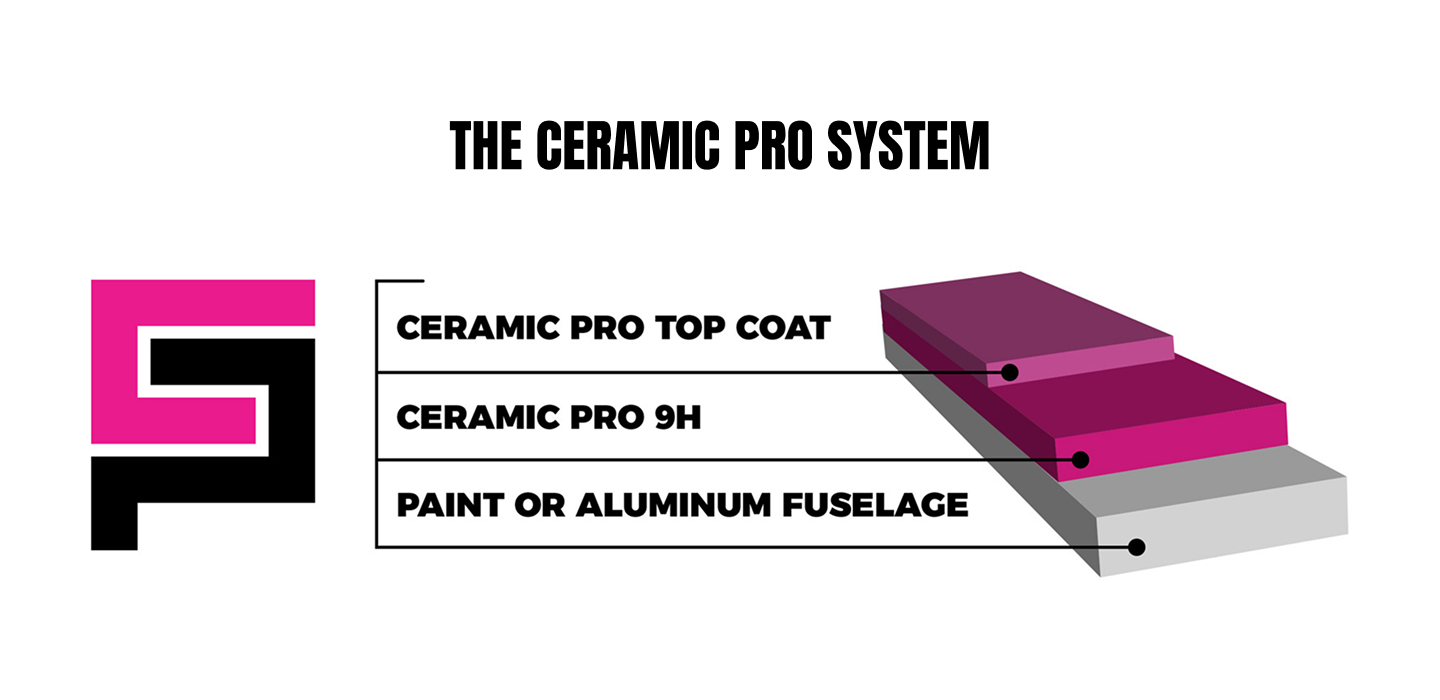 THE CERAMIC PRO SYSTEM
CERAMIC PRO TOP COAT
CERAMIC PRO 9H
PAINT OR ALUMINUM FUSELAGE